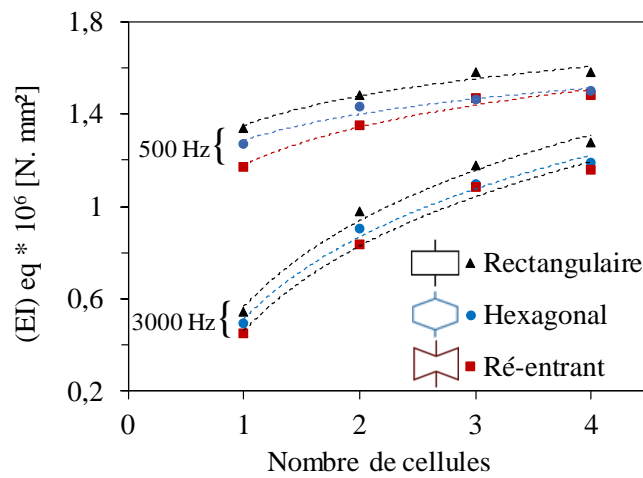 (EI) eq * 10⁶ [N. mm²]
1,8
1,4
1
0,6
0,2
500 Hz
3000 Hz
Rectangulaire
Hexagonal
Ré-entrant
0
1
2
3
4
Nombre de cellules